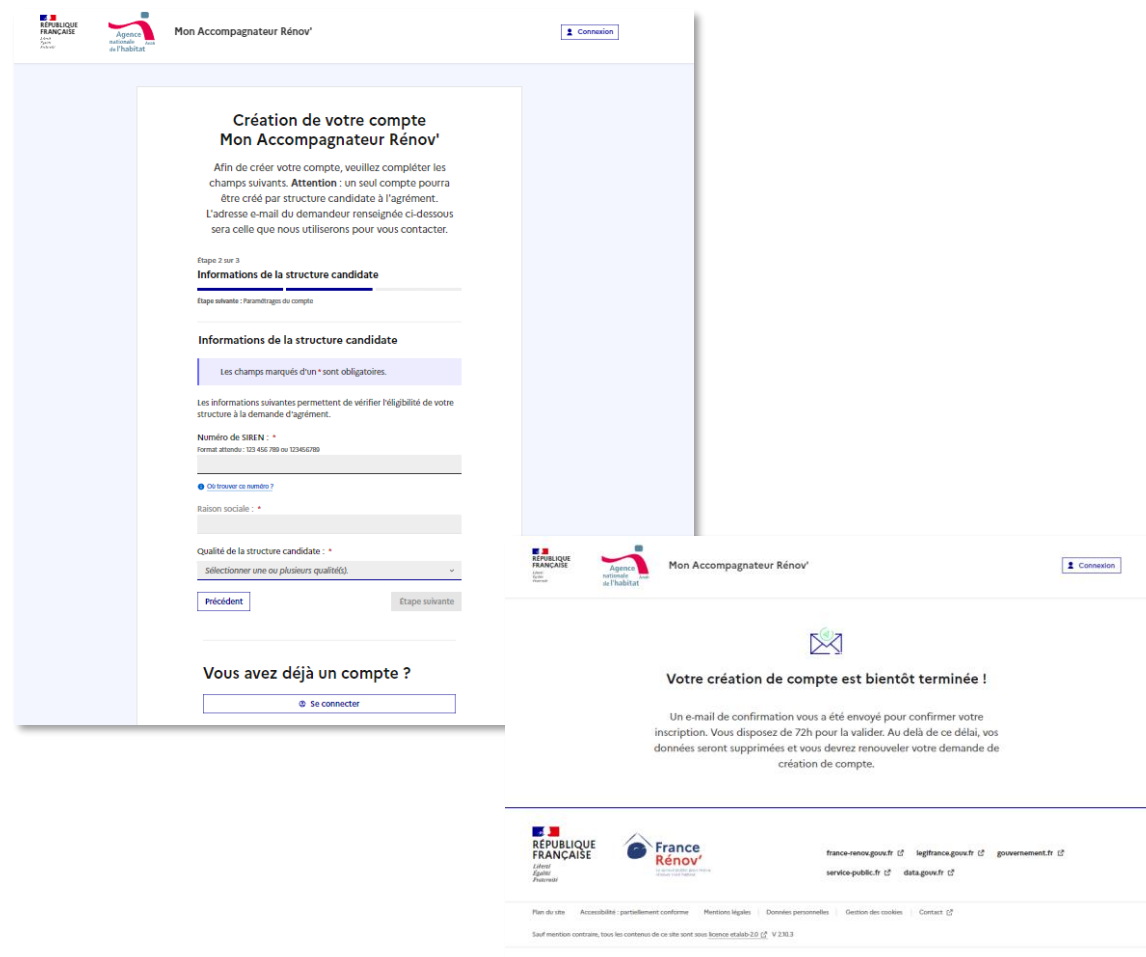 RÉPUBLIQUE
FRANÇAISE
Liberté
Égalité
Fraternité
Agence
nationale
de l'habitat
Anah
Mon Accompagnateur Rénov'
Connexion
Création de votre compte
Mon Accompagnateur Rénov'
Afin de créer votre compte, veuillez compléter les
champs suivants. Attention : un seul compte pourra
être créé par structure candidate à l'agrément.
L'adresse e-mail du demandeur renseignée ci-dessous
sera celle que nous utiliserons pour vous contacter.
Étape 2 sur 3
Informations de la structure candidate
Étape suivante : Paramétrages du compte
Informations de la structure candidate
Les champs marqués d'un * sont obligatoires.
Les informations suivantes permettent de vérifier l'éligibilité de votre
structure à la demande d'agrément.
Numéro de SIREN : *
Format attendu : 123 456 789 ou 123456789
Où trouver ce numéro ?
Raison sociale : *
Qualité de la structure candidate : *
Sélectionner une ou plusieurs qualité(s).
Précédent
Étape suivante
Vous avez déjà un compte ?
Se connecter
RÉPUBLIQUE
FRANÇAISE
Liberté
Égalité
Fraternité
Agence
nationale
de l'habitat
Anah
Mon Accompagnateur Rénov'
Connexion
Votre création de compte est bientôt terminée !
Un e-mail de confirmation vous a été envoyé pour confirmer votre
inscription. Vous disposez de 72h pour la valider. Au delà de ce délai, vos
données seront supprimées et vous devrez renouveler votre demande de
création de compte.
RÉPUBLIQUE
FRANÇAISE
Liberté
Égalité
Fraternité
France
Rénov'
france-renov.gouv.fr legifrance.gouv.fr gouvernement.fr
service-public.fr data.gouv.fr
Plan du site Accessibilité : partiellement conforme Mentions légales Données personnelles Gestion des cookies Contact
Sauf mention contraire, tous les contenus de ce site sont sous licence etalab-2.0 V 2.10.3